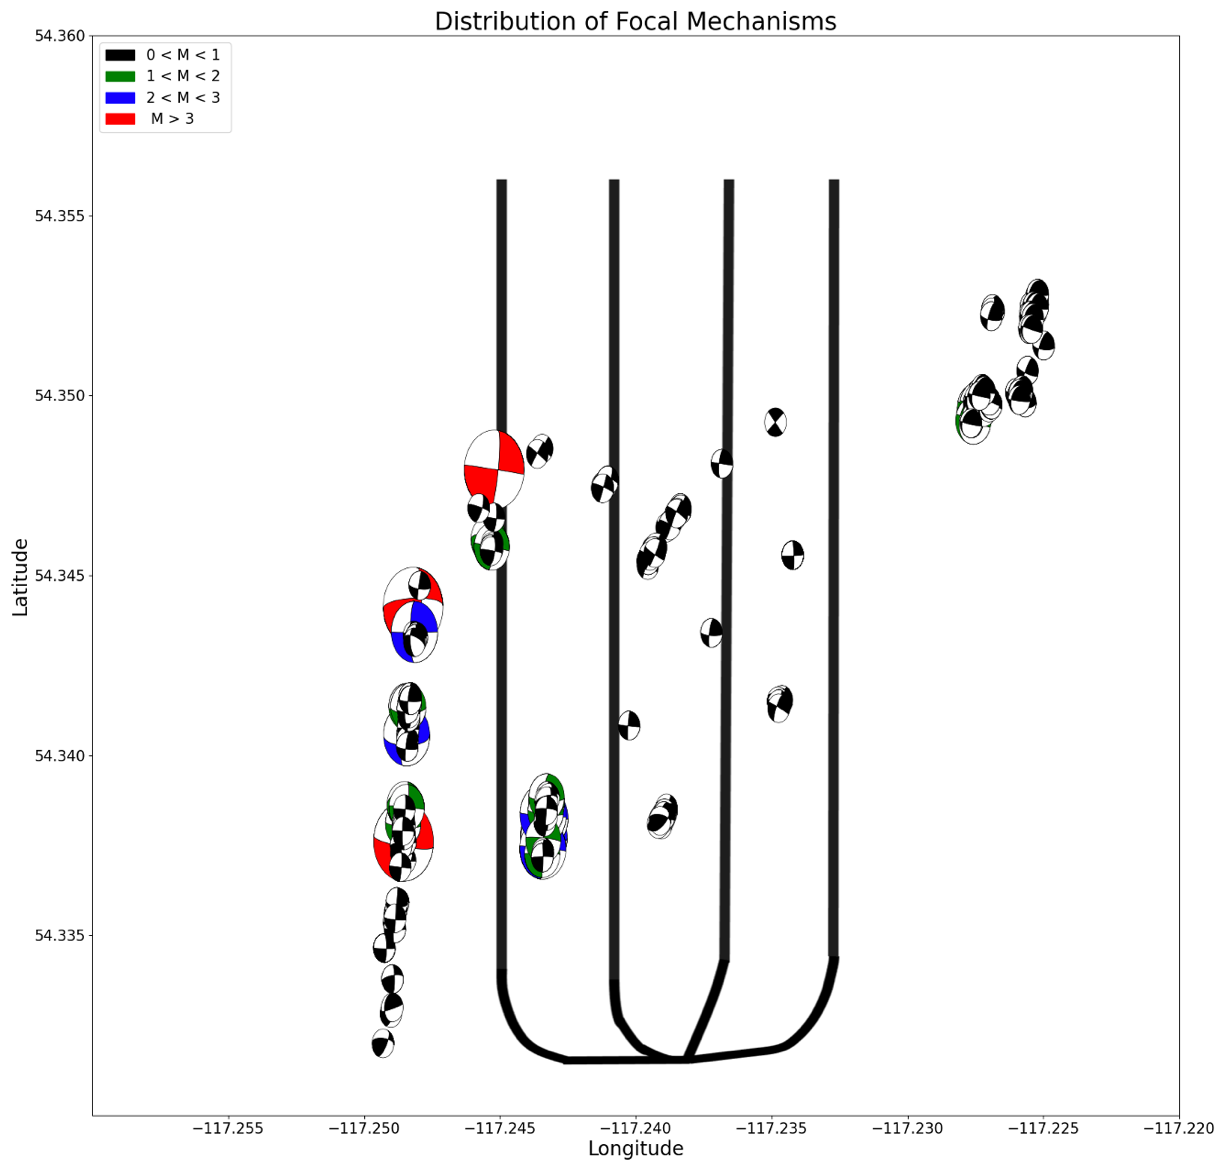 Distribution of Focal Mechanisms
54.360
0 < M < 1
1 < M < 2
2 < M < 3
M > 3
54.355
54.350
54.345
54.340
54.335
Latitude
−117.255
−117.250
−117.245
−117.240
−117.235
−117.230
−117.225
−117.220
Longitude